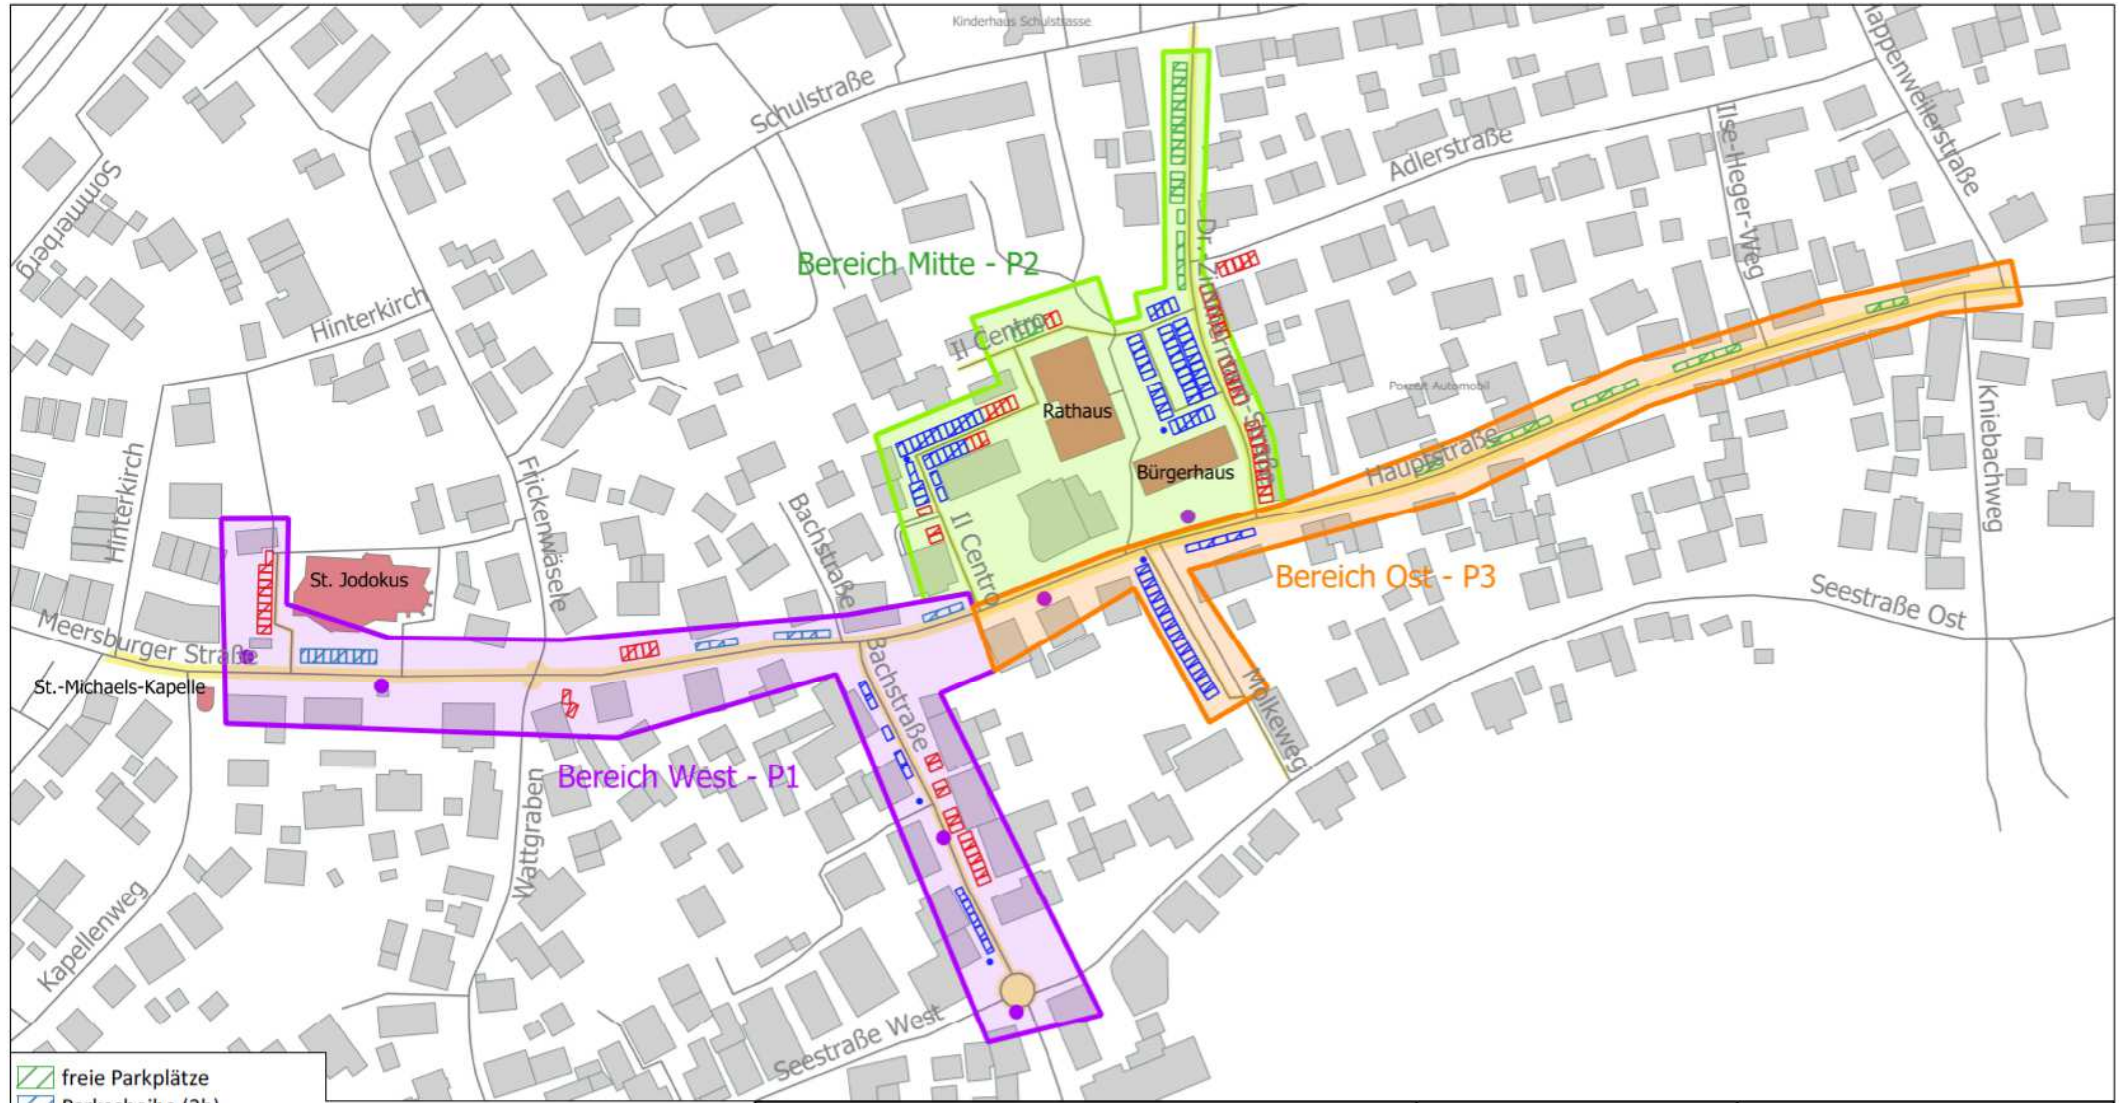 Kinderhaus Schulstrasse
Schulstraße
Happenweilerstraße
Ilse-Heger-Weg
Adlerstraße
Sommerberg
Bereich Mitte - P2
Hinterkirch
Il Centro
Rathaus
Porzelt Automobil
Bürgerhaus
Hauptstraße
Kniebachweg
Hinterkirch
Frickenwäsele
Bachstraße
Il Centro
St. Jodokus
Bereich Ost - P3
Seestraße Ost
Meersburger Straße
St.-Michaels-Kapelle
Bachstraße
Molkeweg
Bereich West - P1
Wattgraben
Kapellenweg
Seestraße West
freie Parkplätze